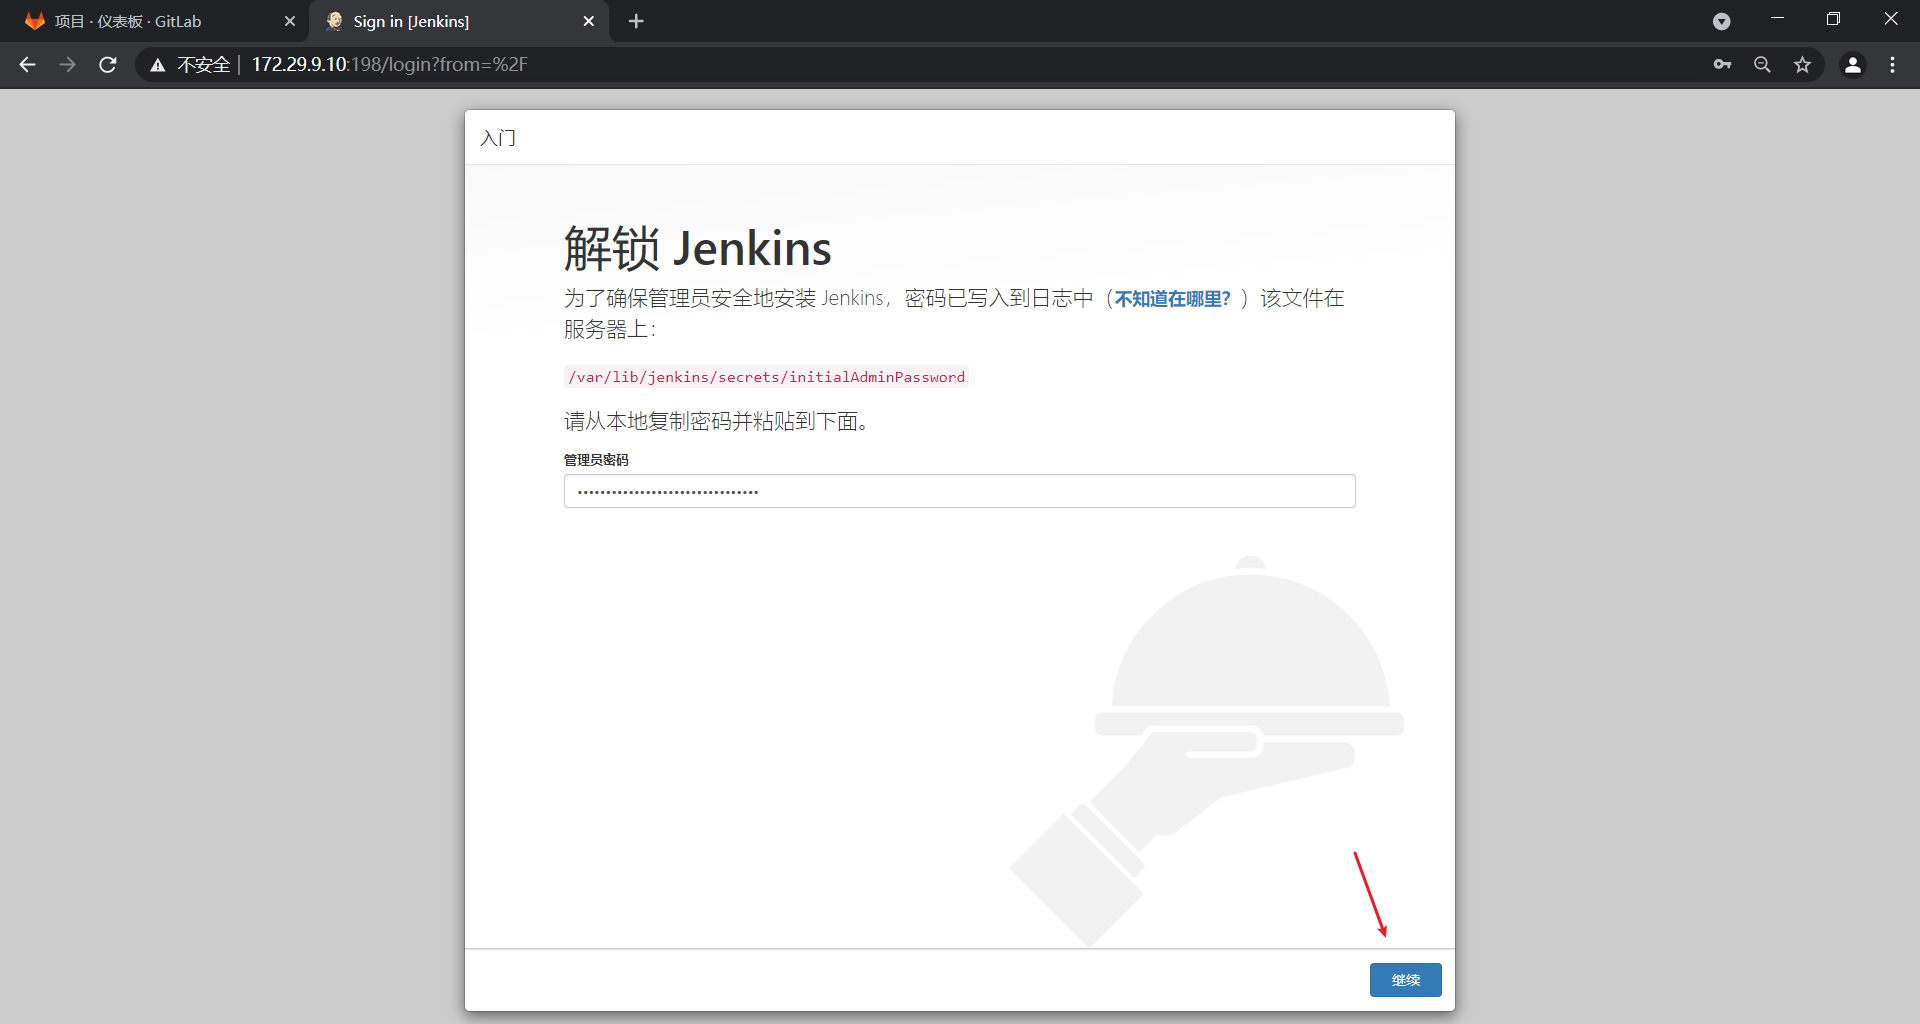 项目 · 仪表板 · GitLab
Sign in [Jenkins]
不安全 | 172.29.9.10:198/login?from=%2F
入门
解锁 Jenkins
为了确保管理员安全地安装 Jenkins，密码已写入到日志中（不知道在哪里？）该文件在
服务器上：
/var/lib/jenkins/secrets/initialAdminPassword
请从本地复制密码并粘贴到下面。
管理员密码
继续